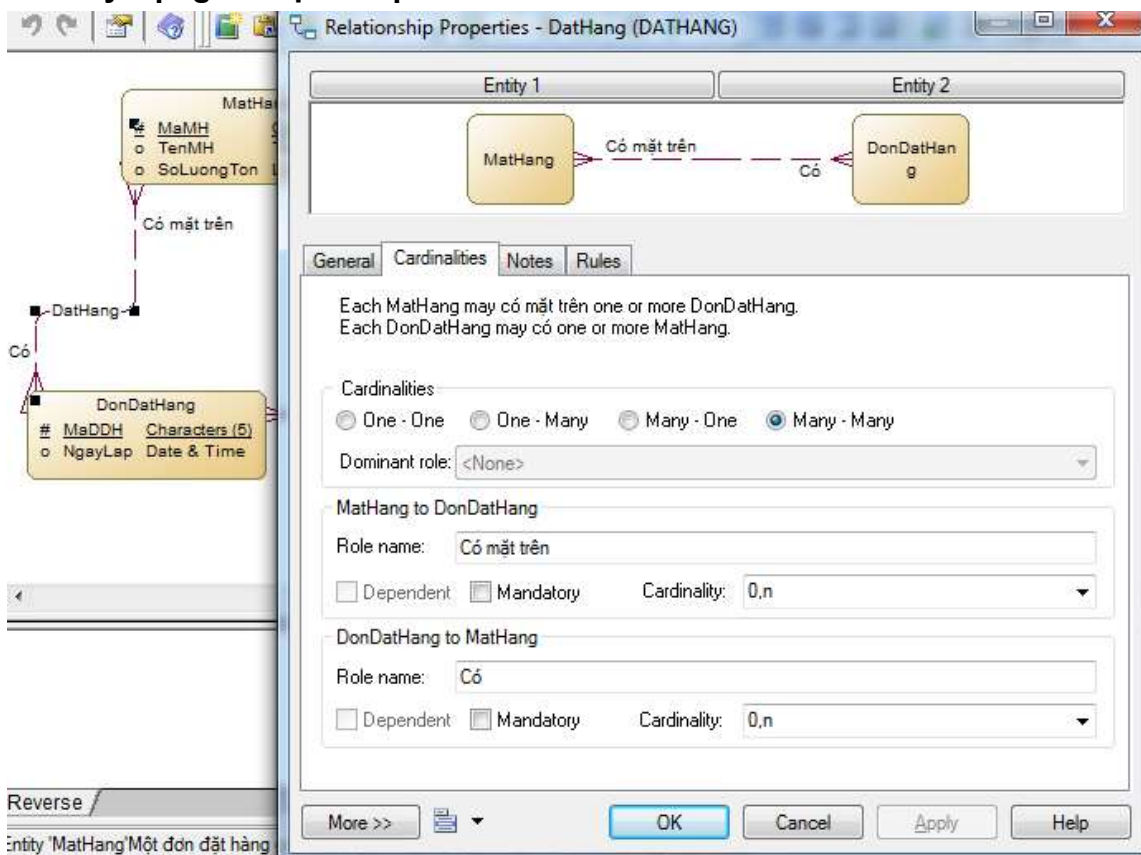 Relationship Properties - DatHang (DATHANG)
Entity 1
Entity 2
MatHang
Có mặt trên
Có
DonDatHan
g
General
Cardinalities
Notes
Rules
Each MatHang may có mặt trên one or more DonDatHang.
Each DonDatHang may có one or more MatHang.
Cardinalities
One - One
One - Many
Many - One
Many - Many
Dominant role:
<None>
MatHang to DonDatHang
Role name:
Có mặt trên
Dependent
Mandatory
Cardinality:
0,n
DonDatHang to MatHang
Role name:
Có
Dependent
Mandatory
Cardinality:
0,n
More >>
OK
Cancel
Apply
Help
# MaMH
o TenMH
o SoLuongTon
Có mặt trên
DatHang
Có
DonDatHang
# MaDDH Characters (5)
o NgayLap Date & Time
Reverse
Entity 'MatHang'Một đơn đặt hàng